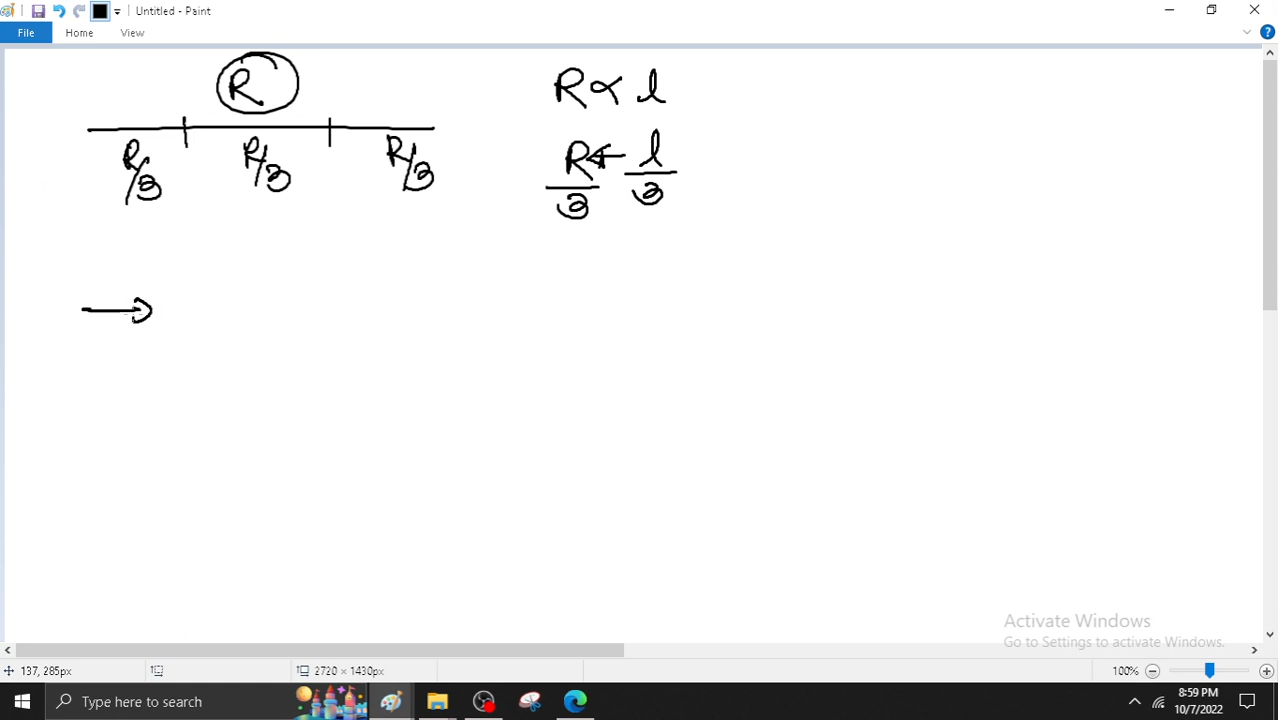 Untitled - Paint
File Home View
R
R/3 R/3 R/3
R ∝ l
R/3 ← l/3
Activate Windows
Go to Settings to activate Windows.
137, 285px
2720 × 1430px
100%
Type here to search
8:59 PM
10/7/2022